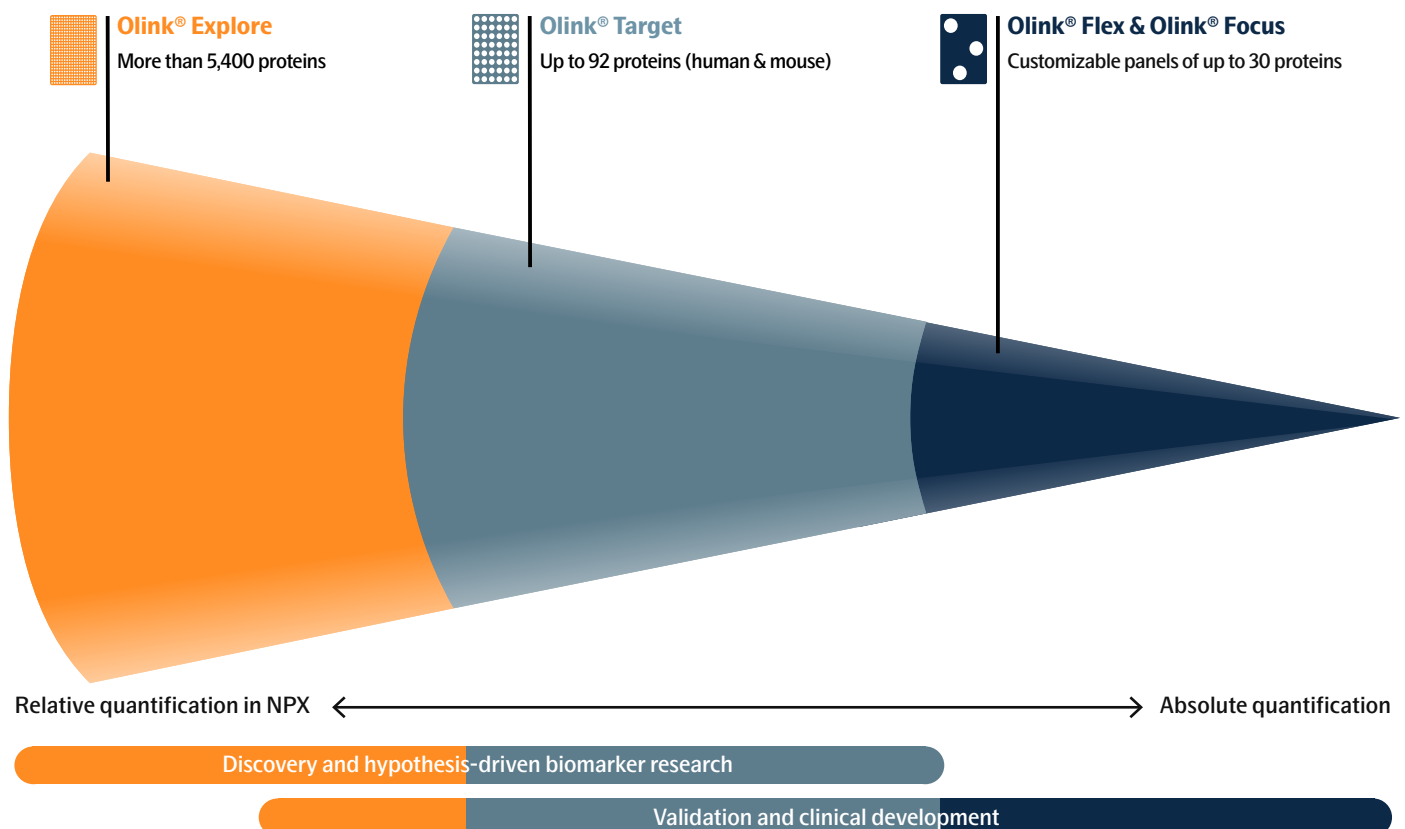 Olink® Explore
More than 5,400 proteins
Olink® Target
Up to 92 proteins (human & mouse)
Olink® Flex & Olink® Focus
Customizable panels of up to 30 proteins
Relative quantification in NPX
Absolute quantification
Discovery and hypothesis-driven biomarker research
Validation and clinical development